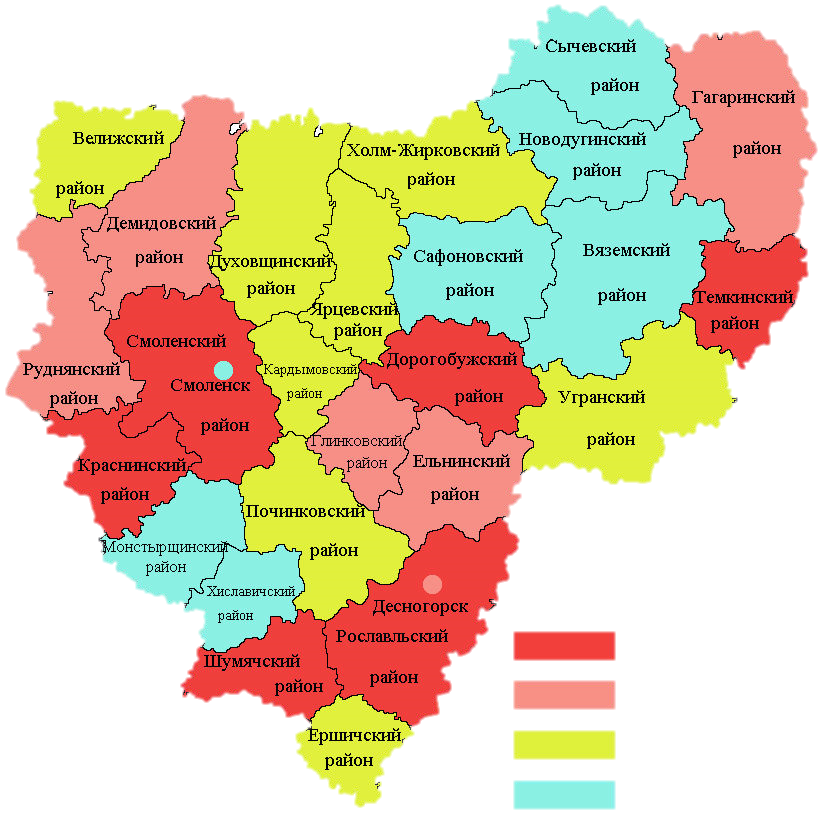 Сычевский
район
Гагаринский
район
Новодугинский
район
Велижский
район
Холм-Жирковский
район
Демидовский
район
Духовщинский
район
Сафоновский
район
Вяземский
район
Ярцевский
район
Темкинский
район
Смоленский
Смоленск
район
Руднянский
район
Кардымовский
район
Дорогобужский
район
Угранский
район
Глинковский
район
Ельнинский
район
Краснинский
район
Починковский
район
Монстырщинский
район
Хиславичский
район
Десногорск
Рославльский
район
Шумячский
район
Ершичский
район